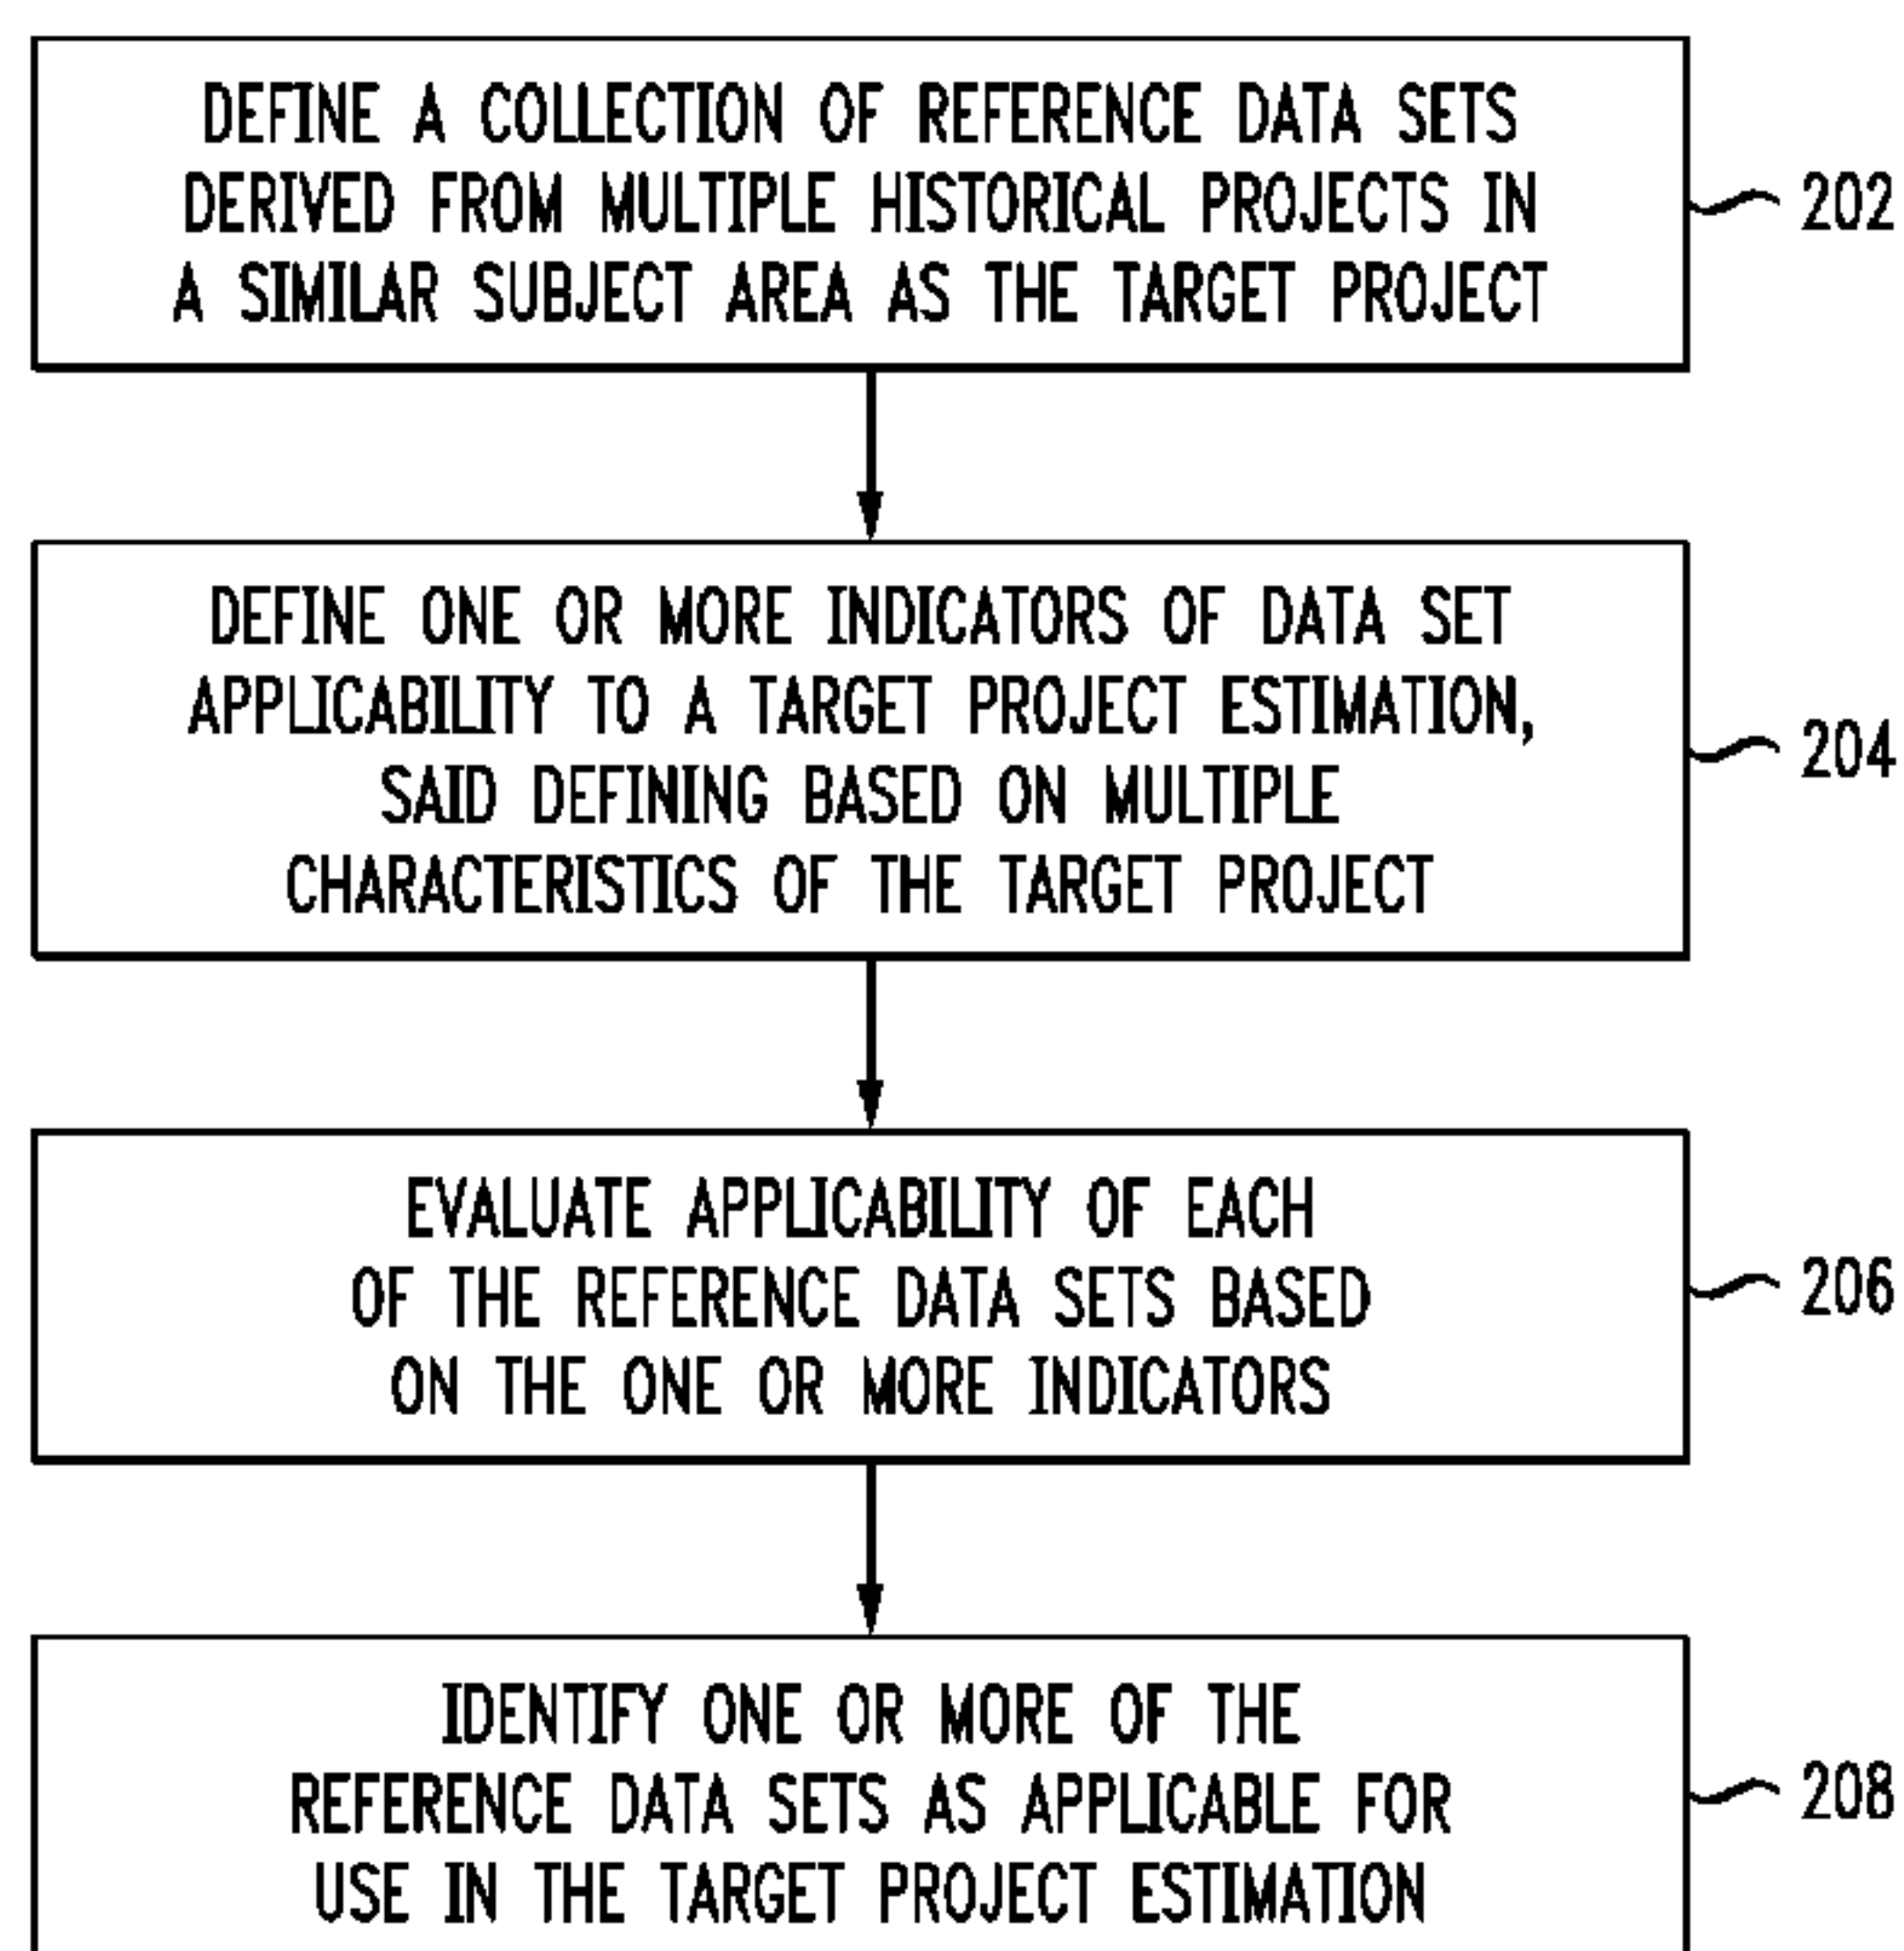 DEFINE A COLLECTION OF REFERENCE DATA SETS
DERIVED FROM MULTIPLE HISTORICAL PROJECTS IN
A SIMILAR SUBJECT AREA AS THE TARGET PROJECT
202
DEFINE ONE OR MORE INDICATORS OF DATA SET
APPLICABILITY TO A TARGET PROJECT ESTIMATION,
SAID DEFINING BASED ON MULTIPLE
CHARACTERISTICS OF THE TARGET PROJECT
204
EVALUATE APPLICABILITY OF EACH
OF THE REFERENCE DATA SETS BASED
ON THE ONE OR MORE INDICATORS
206
IDENTIFY ONE OR MORE OF THE
REFERENCE DATA SETS AS APPLICABLE FOR
USE IN THE TARGET PROJECT ESTIMATION
208